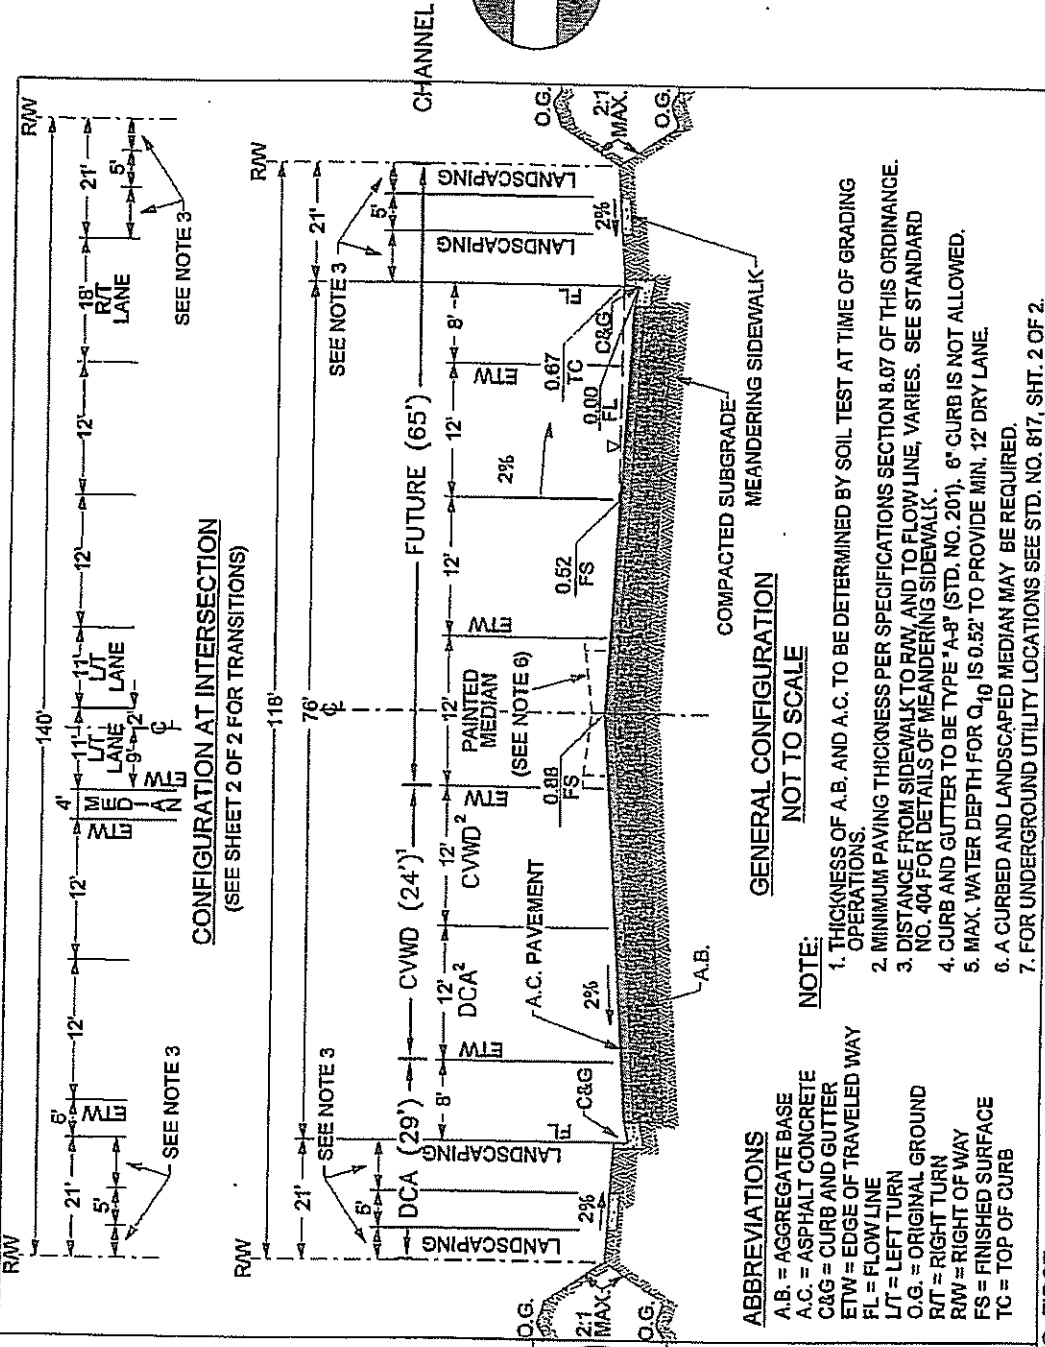 CHANNEL
R/W
R/W
140'
21'
6'
12'
12'
4'
11'
11'
12'
12'
18'
21'
5'
ETW
ETW
MEDIAN
ETW
L/T
LANE
L/T
LANE
R/T
LANE
5'
9'
2'
℄
SEE NOTE 3
SEE NOTE 3
CONFIGURATION AT INTERSECTION
(SEE SHEET 2 OF 2 FOR TRANSITIONS)
R/W
R/W
118'
21'
76'
21'
℄
SEE NOTE 3
SEE NOTE 3
5'
DCA (29')
CVWD (24')¹
FUTURE (65')
8'
12'
12'
12'
12'
12'
8'
DCA²
CVWD²
PAINTED
MEDIAN
(SEE NOTE 6)
ETW
ETW
ETW
ETW
LANDSCAPING
LANDSCAPING
FL
FL
LANDSCAPING
LANDSCAPING
O.G.
2:1
MAX.
O.G.
O.G.
2:1
MAX.
O.G.
2%
C&G
2%
A.C. PAVEMENT
0.88
FS
0.52
FS
2%
0.67
TC
0.00
FL
C&G
2%
A.B.
COMPACTED SUBGRADE
MEANDERING SIDEWALK
GENERAL CONFIGURATION
NOT TO SCALE
ABBREVIATIONS
A.B. = AGGREGATE BASE
A.C. = ASPHALT CONCRETE
C&G = CURB AND GUTTER
ETW = EDGE OF TRAVELED WAY
FL = FLOW LINE
L/T = LEFT TURN
O.G. = ORIGINAL GROUND
R/T = RIGHT TURN
R/W = RIGHT OF WAY
FS = FINISHED SURFACE
TC = TOP OF CURB
NOTE:
1. THICKNESS OF A.B. AND A.C. TO BE DETERMINED BY SOIL TEST AT TIME OF GRADING
OPERATIONS.
2. MINIMUM PAVING THICKNESS PER SPECIFICATIONS SECTION 8.07 OF THIS ORDINANCE.
3. DISTANCE FROM SIDEWALK TO R/W, AND TO FLOW LINE, VARIES. SEE STANDARD
NO. 404 FOR DETAILS OF MEANDERING SIDEWALK.
4. CURB AND GUTTER TO BE TYPE "A-8" (STD. NO. 201). 6" CURB IS NOT ALLOWED.
5. MAX. WATER DEPTH FOR Q₁₀ IS 0.52' TO PROVIDE MIN. 12' DRY LANE.
6. A CURBED AND LANDSCAPED MEDIAN MAY BE REQUIRED.
7. FOR UNDERGROUND UTILITY LOCATIONS SEE STD. NO. 817, SHT. 2 OF 2.